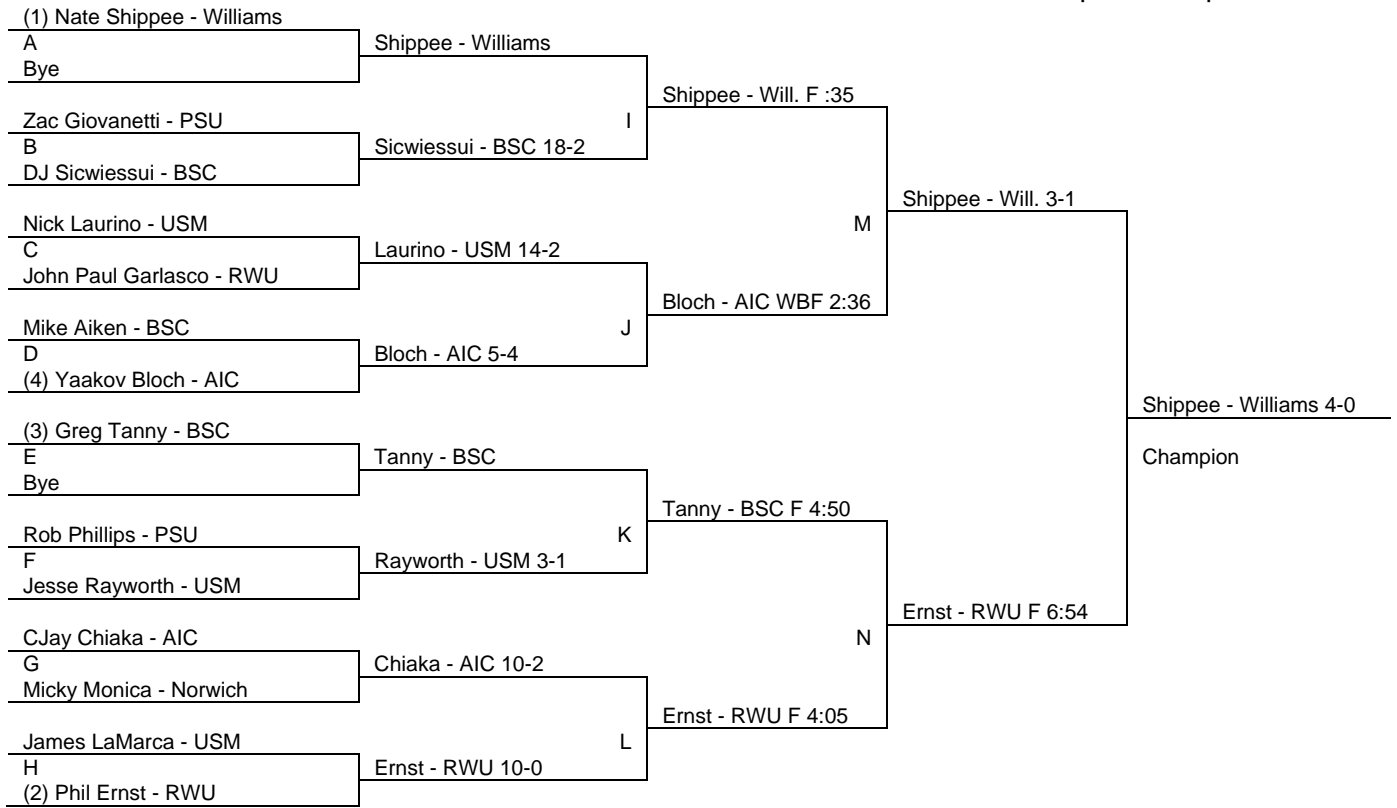 (1) Nate Shippee - Williams
A
Bye
Shippee - Williams
Zac Giovanetti - PSU
B
DJ Sicwiessui - BSC
Sicwiessui - BSC 18-2
I
Shippee - Will. F :35
Nick Laurino - USM
C
John Paul Garlasco - RWU
Laurino - USM 14-2
Mike Aiken - BSC
D
(4) Yaakov Bloch - AIC
Bloch - AIC 5-4
J
Bloch - AIC WBF 2:36
M
Shippee - Will. 3-1
(3) Greg Tanny - BSC
E
Bye
Tanny - BSC
Rob Phillips - PSU
F
Jesse Rayworth - USM
Rayworth - USM 3-1
K
Tanny - BSC F 4:50
CJay Chiaka - AIC
G
Micky Monica - Norwich
Chiaka - AIC 10-2
James LaMarca - USM
H
(2) Phil Ernst - RWU
Ernst - RWU 10-0
L
Ernst - RWU F 4:05
N
Ernst - RWU F 6:54
Shippee - Williams 4-0
Champion